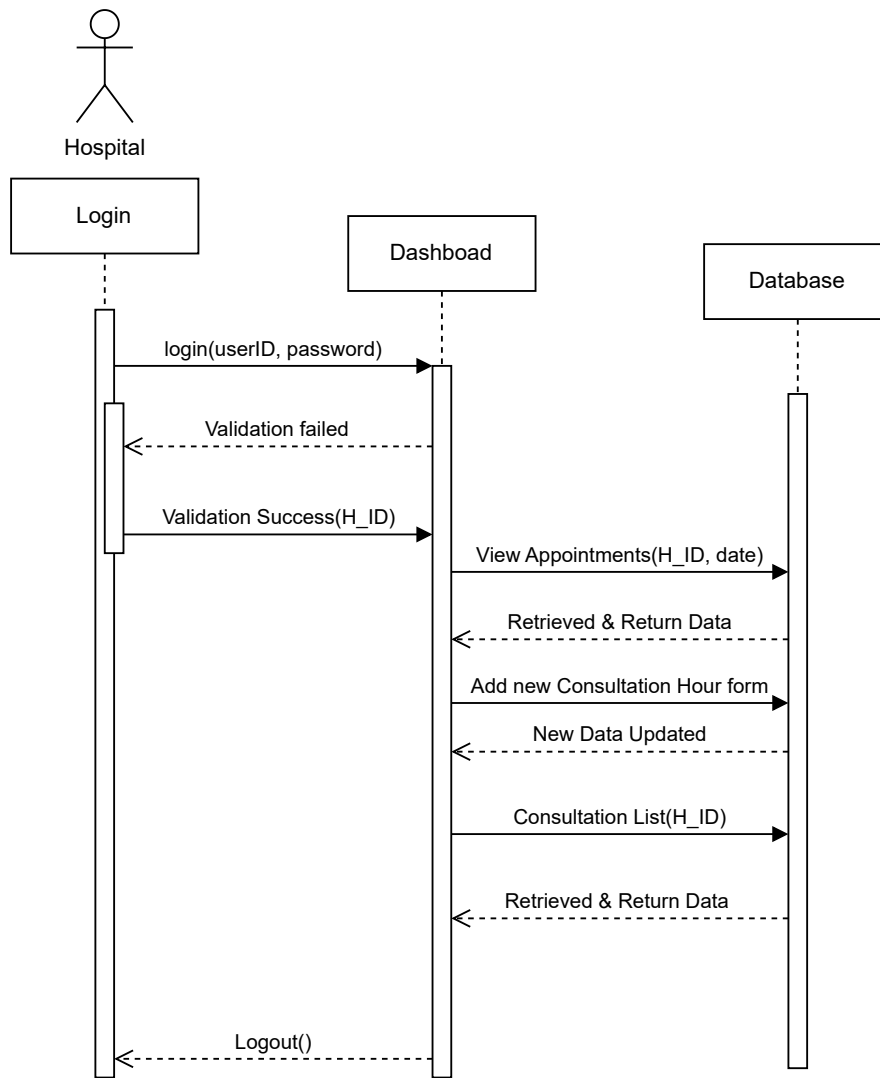 Hospital
Login
Dashboad
Database
login(userID, password)
Validation failed
Validation Success(H_ID)
View Appointments(H_ID, date)
Retrieved & Return Data
Add new Consultation Hour form
New Data Updated
Consultation List(H_ID)
Retrieved & Return Data
Logout()